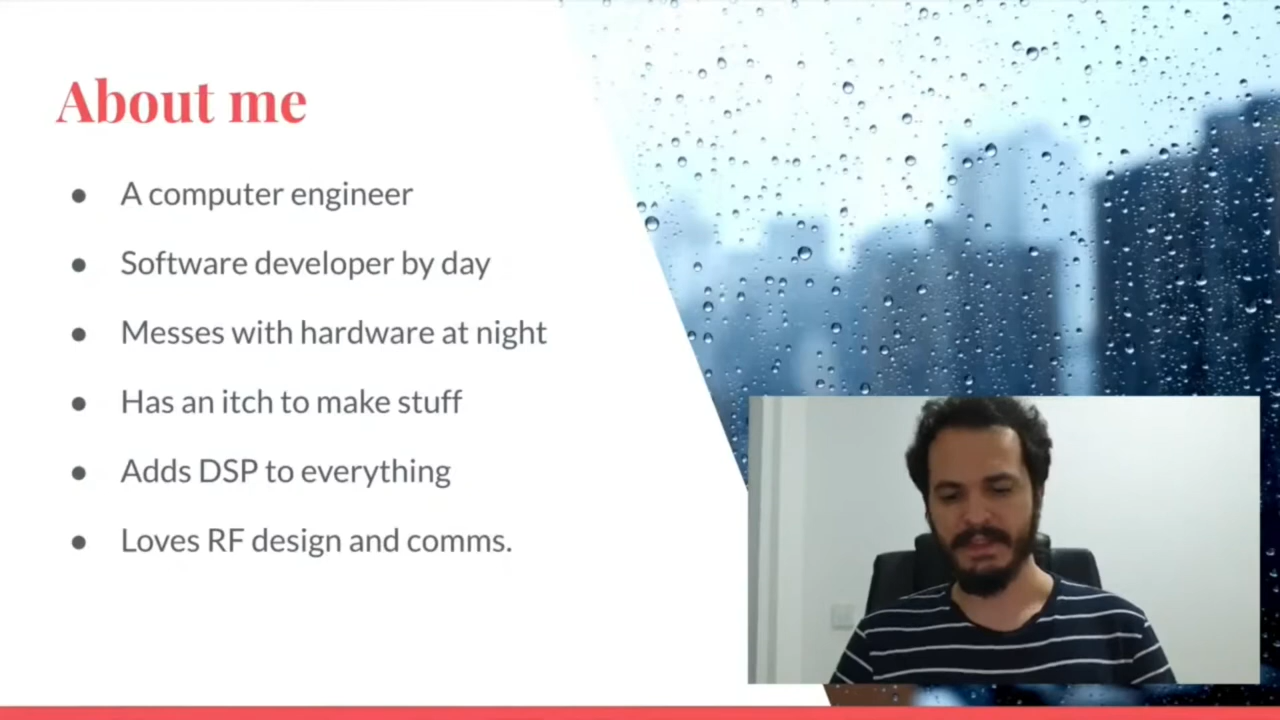 About me
● A computer engineer
● Software developer by day
● Messes with hardware at night
● Has an itch to make stuff
● Adds DSP to everything
● Loves RF design and comms.